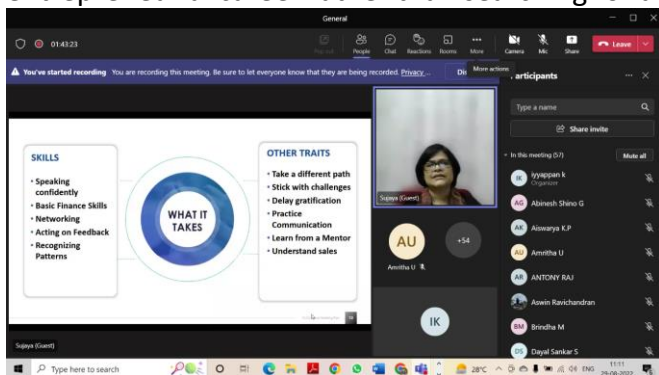 General
01:43:23
People
Chat
Reactions
Rooms
More
Camera
Mic
Share
Leave
You've started recording You are recording this meeting. Be sure to let everyone know that they are being recorded. Privacy...
More actions
Participants
Type a name
Share invite
In this meeting (57)
Mute all
IK iyyappan k
Organizer
AG Abinesh Shino G
AK Aiswarya K.P
AU Amritha U
AR ANTONY RAJ
Aswin Ravichandran
BM Brindha M
DS Dayal Sankar S
SKILLS
• Speaking
confidently
• Basic Finance Skills
• Networking
• Acting on Feedback
• Recognizing
Patterns
WHAT IT
TAKES
OTHER TRAITS
• Take a different path
• Stick with challenges
• Delay gratification
• Practice
Communication
• Learn from a Mentor
• Understand sales
Sujaya (Guest)
AU
Amritha U
+54
IK
Sujaya (Guest)
Type here to search
28°C
ENG
11:11